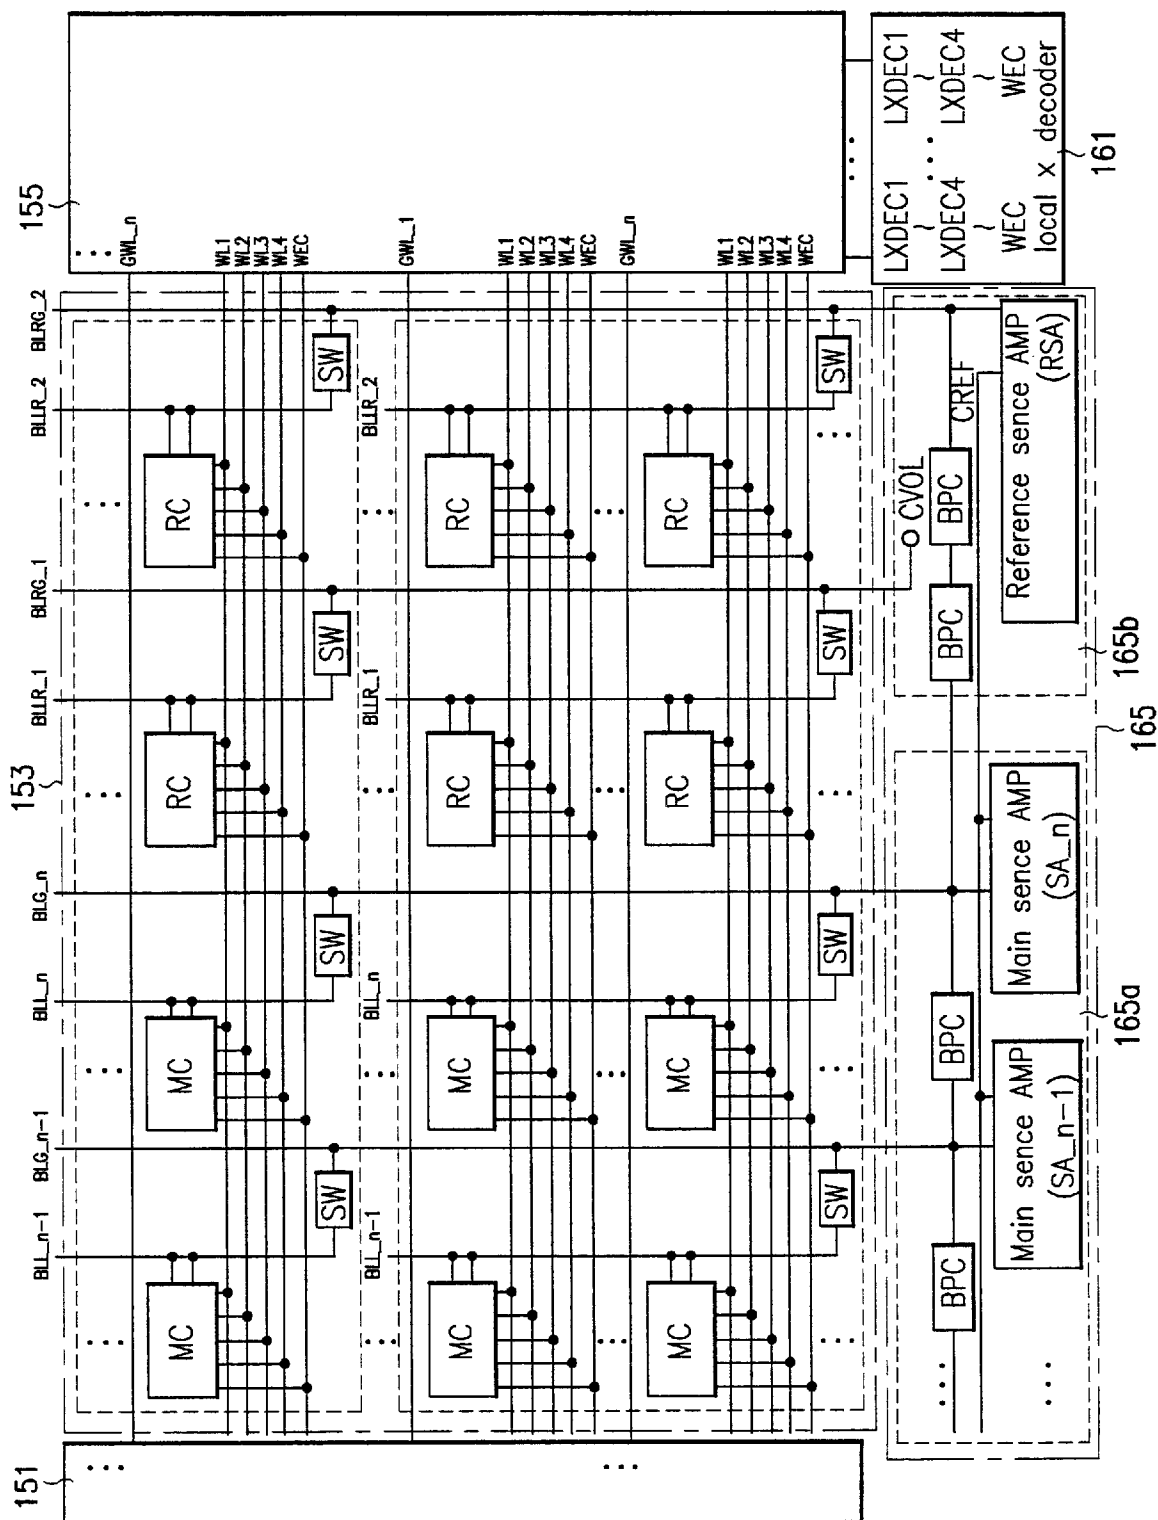 151
153
155
BLL_n-1
BLG_n-1
BLL_n
BLG_n
BLLR_1
BLRG_1
BLLR_2
BLRG_2
GWL_n
MC
MC
RC
RC
WL1
WL2
WL3
WL4
WEC
SW
SW
SW
SW
BLL_n-1
BLL_n
BLLR_1
BLLR_2
GWL_1
MC
MC
RC
RC
WL1
WL2
WL3
WL4
WEC
GWL_n
MC
MC
RC
RC
WL1
WL2
WL3
WL4
WEC
SW
SW
SW
SW
CVOL
LXDEC1
LXDEC1
~
~
LXDEC4
LXDEC4
~
~
WEC
WEC
local x decoder
161
BPC
BPC
BPC
BPC
CREF
Main sence AMP
(SA_n-1)
Main sence AMP
(SA_n)
Reference sence AMP
(RSA)
165a
165
165b